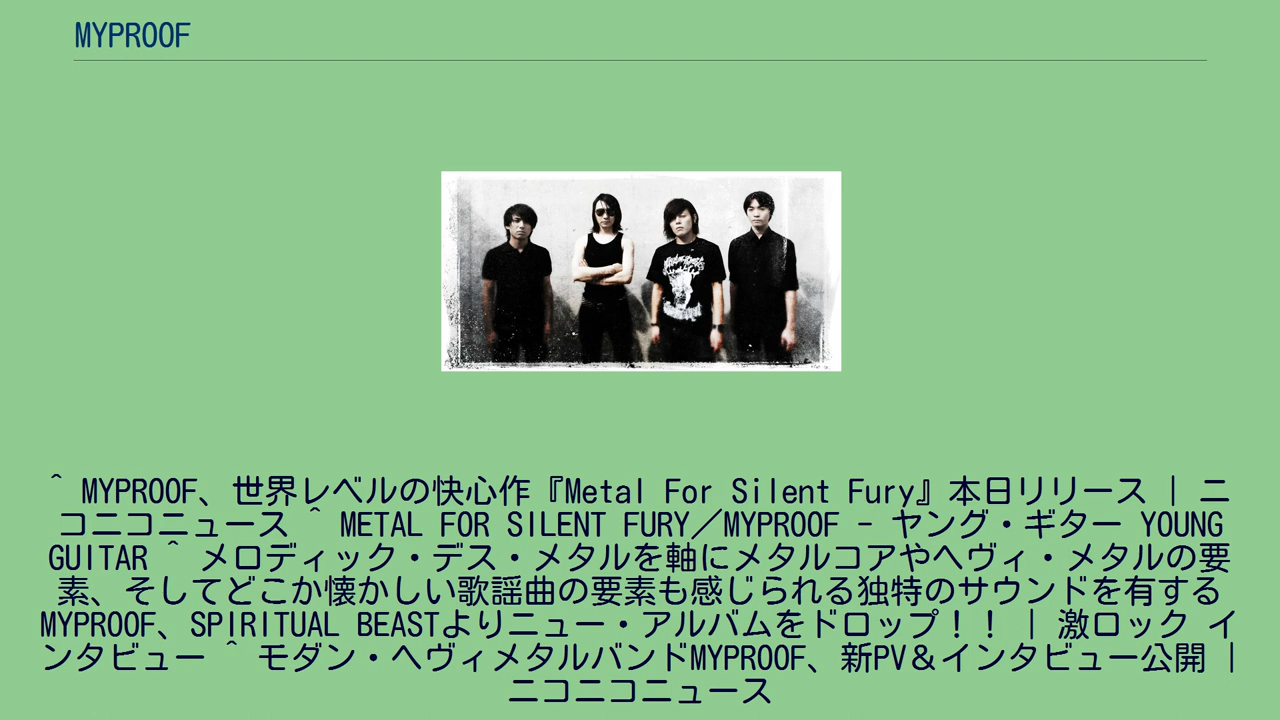 MYPROOF
^ MYPROOF、世界レベルの快心作『Metal For Silent Fury』本日リリース | ニ
コニコニュース ^ METAL FOR SILENT FURY／MYPROOF - ヤング・ギター YOUNG
GUITAR ^ メロディック・デス・メタルを軸にメタルコアやヘヴィ・メタルの要
素、そしてどこか懐かしい歌謡曲の要素も感じられる独特のサウンドを有する
MYPROOF、SPIRITUAL BEASTよりニュー・アルバムをドロップ！！ | 激ロック イ
ンタビュー ^ モダン・ヘヴィメタルバンドMYPROOF、新PV＆インタビュー公開 |
ニコニコニュース